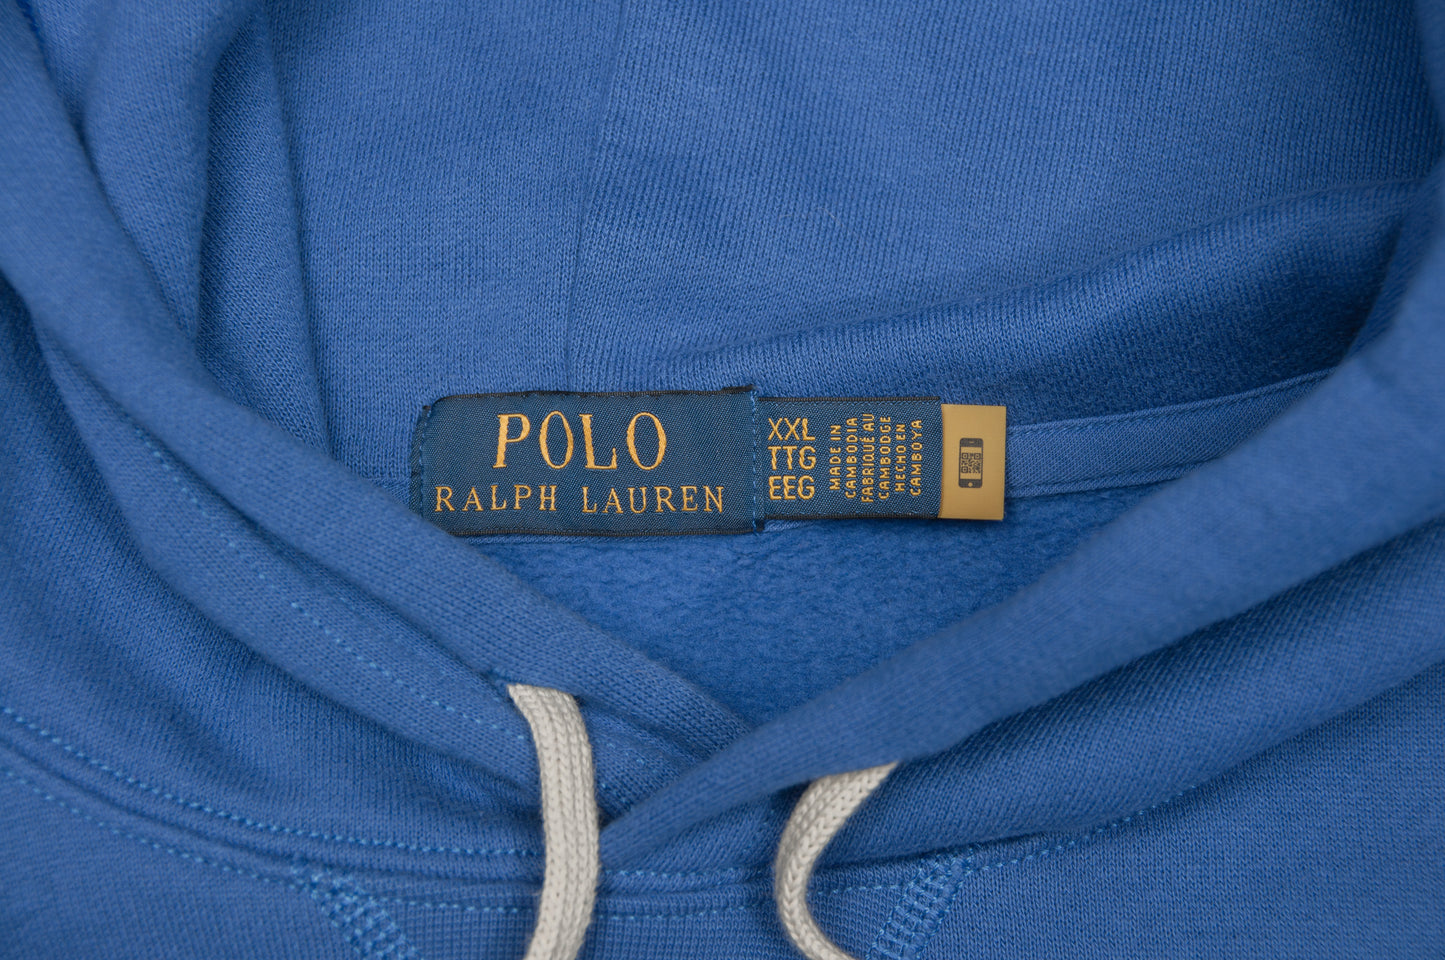 POLO
RALPH LAUREN
XXL
TTG
EEG
MADE IN
CAMBODIA
FABRIQUÉ AU
CAMBODGE
HECHO EN
CAMBOYA